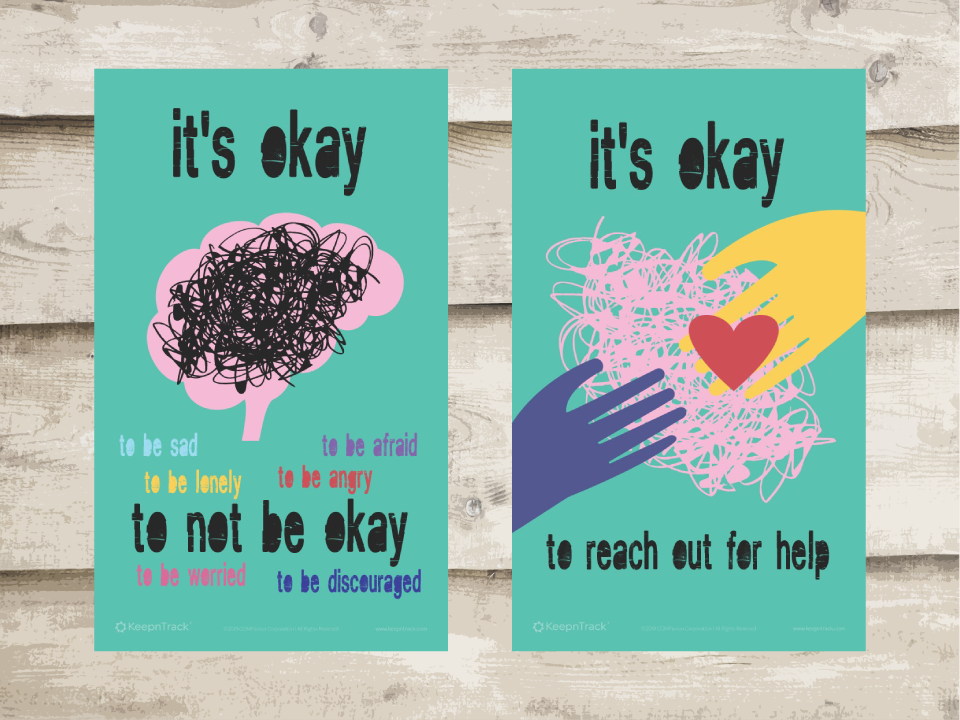 it's okay
to be sad
to be afraid
to be lonely
to be angry
to not be okay
to be worried
to be discouraged
KeepnTrack
it's okay
to reach out for help
KeepnTrack